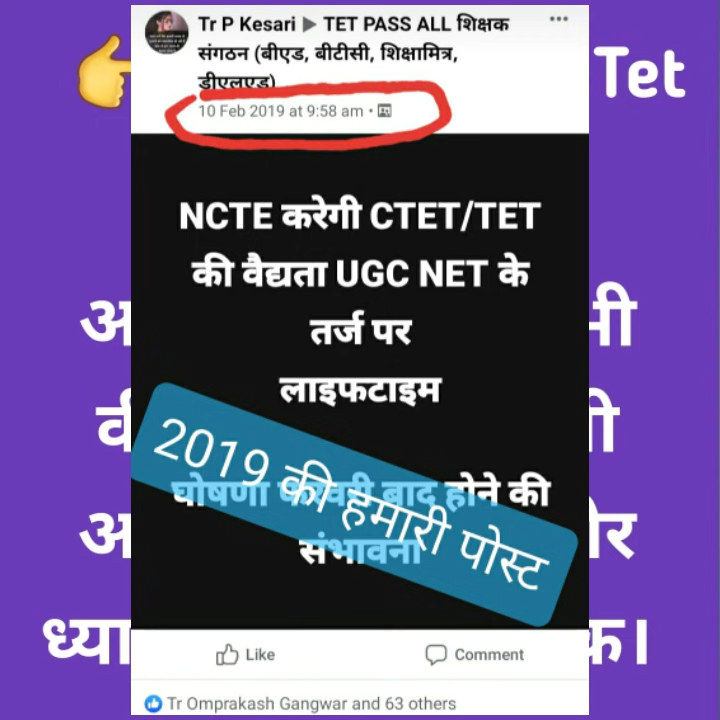 Tr P Kesari ▶ TET PASS ALL शिक्षक
संगठन (बीएड, बीटीसी, शिक्षामित्र,
डीएलएड)
10 Feb 2019 at 9:58 am
Tet
NCTE करेगी CTET/TET
की वैद्यता UGC NET के
तर्ज पर
लाइफटाइम
घोषणा फरवरी बाद होने की
संभावना
2019 की हमारी पोस्ट
Like
Comment
Tr Omprakash Gangwar and 63 others